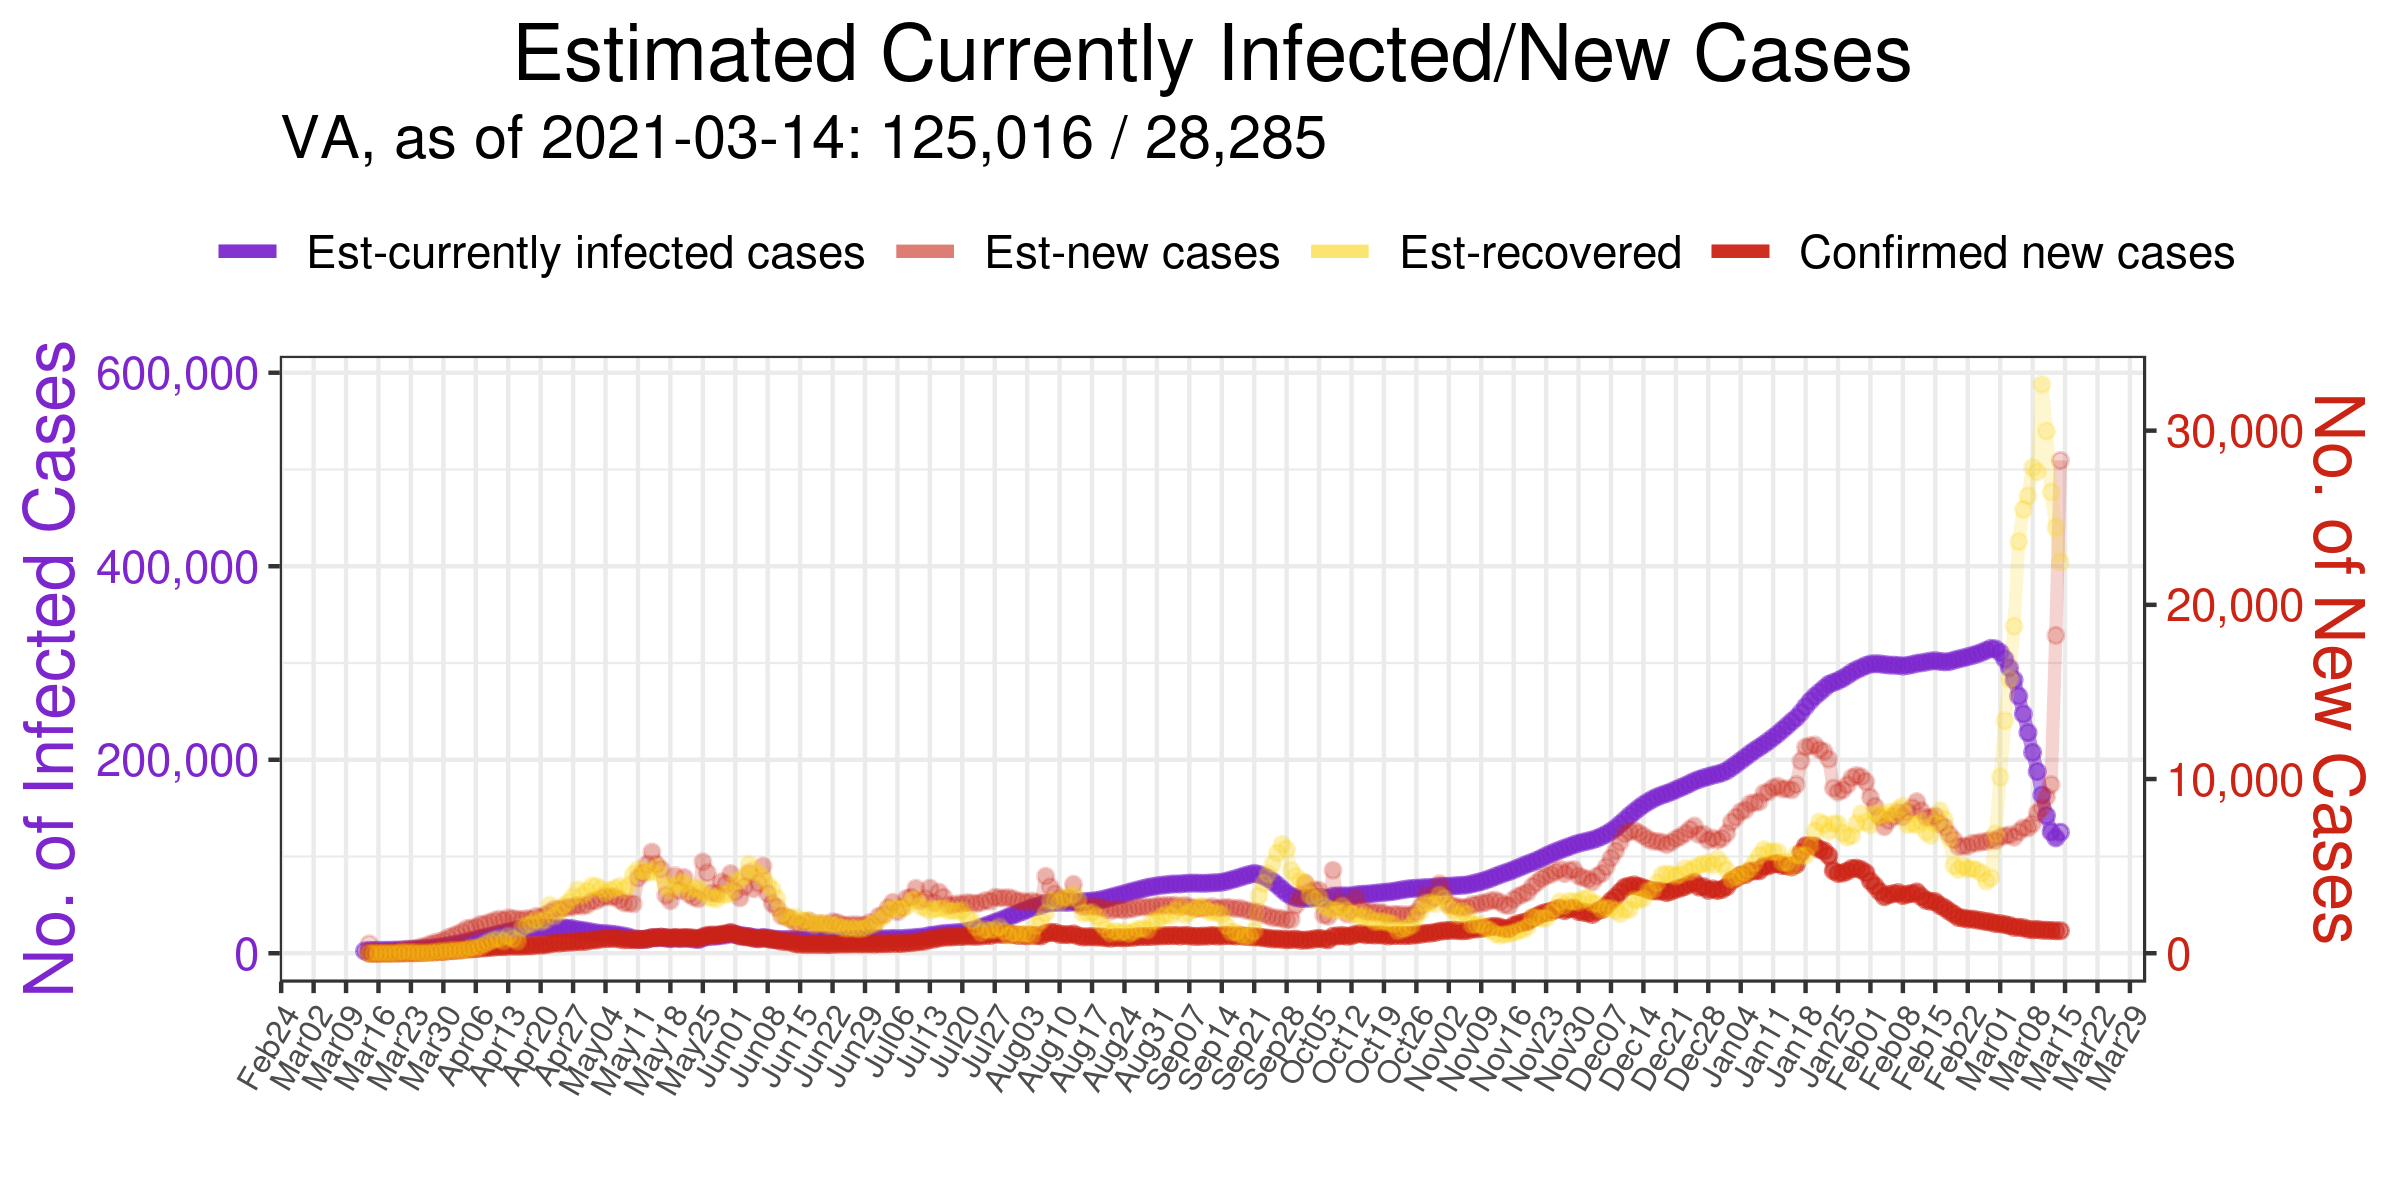 Estimated Currently Infected/New Cases
VA, as of 2021-03-14: 125,016 / 28,285
Est-currently infected cases Est-new cases Est-recovered Confirmed new cases
No. of Infected Cases
600,000
400,000
200,000
0
30,000
20,000
10,000
0
No. of New Cases
Feb24 Mar02 Mar09 Mar16 Mar23 Mar30 Apr06 Apr13 Apr20 Apr27 May04 May11 May18 May25 Jun01 Jun08 Jun15 Jun22 Jun29 Jul06 Jul13 Jul20 Jul27 Aug03 Aug10 Aug17 Aug24 Aug31 Sep07 Sep14 Sep21 Sep28 Oct05 Oct12 Oct19 Oct26 Nov02 Nov09 Nov16 Nov23 Nov30 Dec07 Dec14 Dec21 Dec28 Jan04 Jan11 Jan18 Jan25 Feb01 Feb08 Feb15 Feb22 Mar01 Mar08 Mar15 Mar22 Mar29